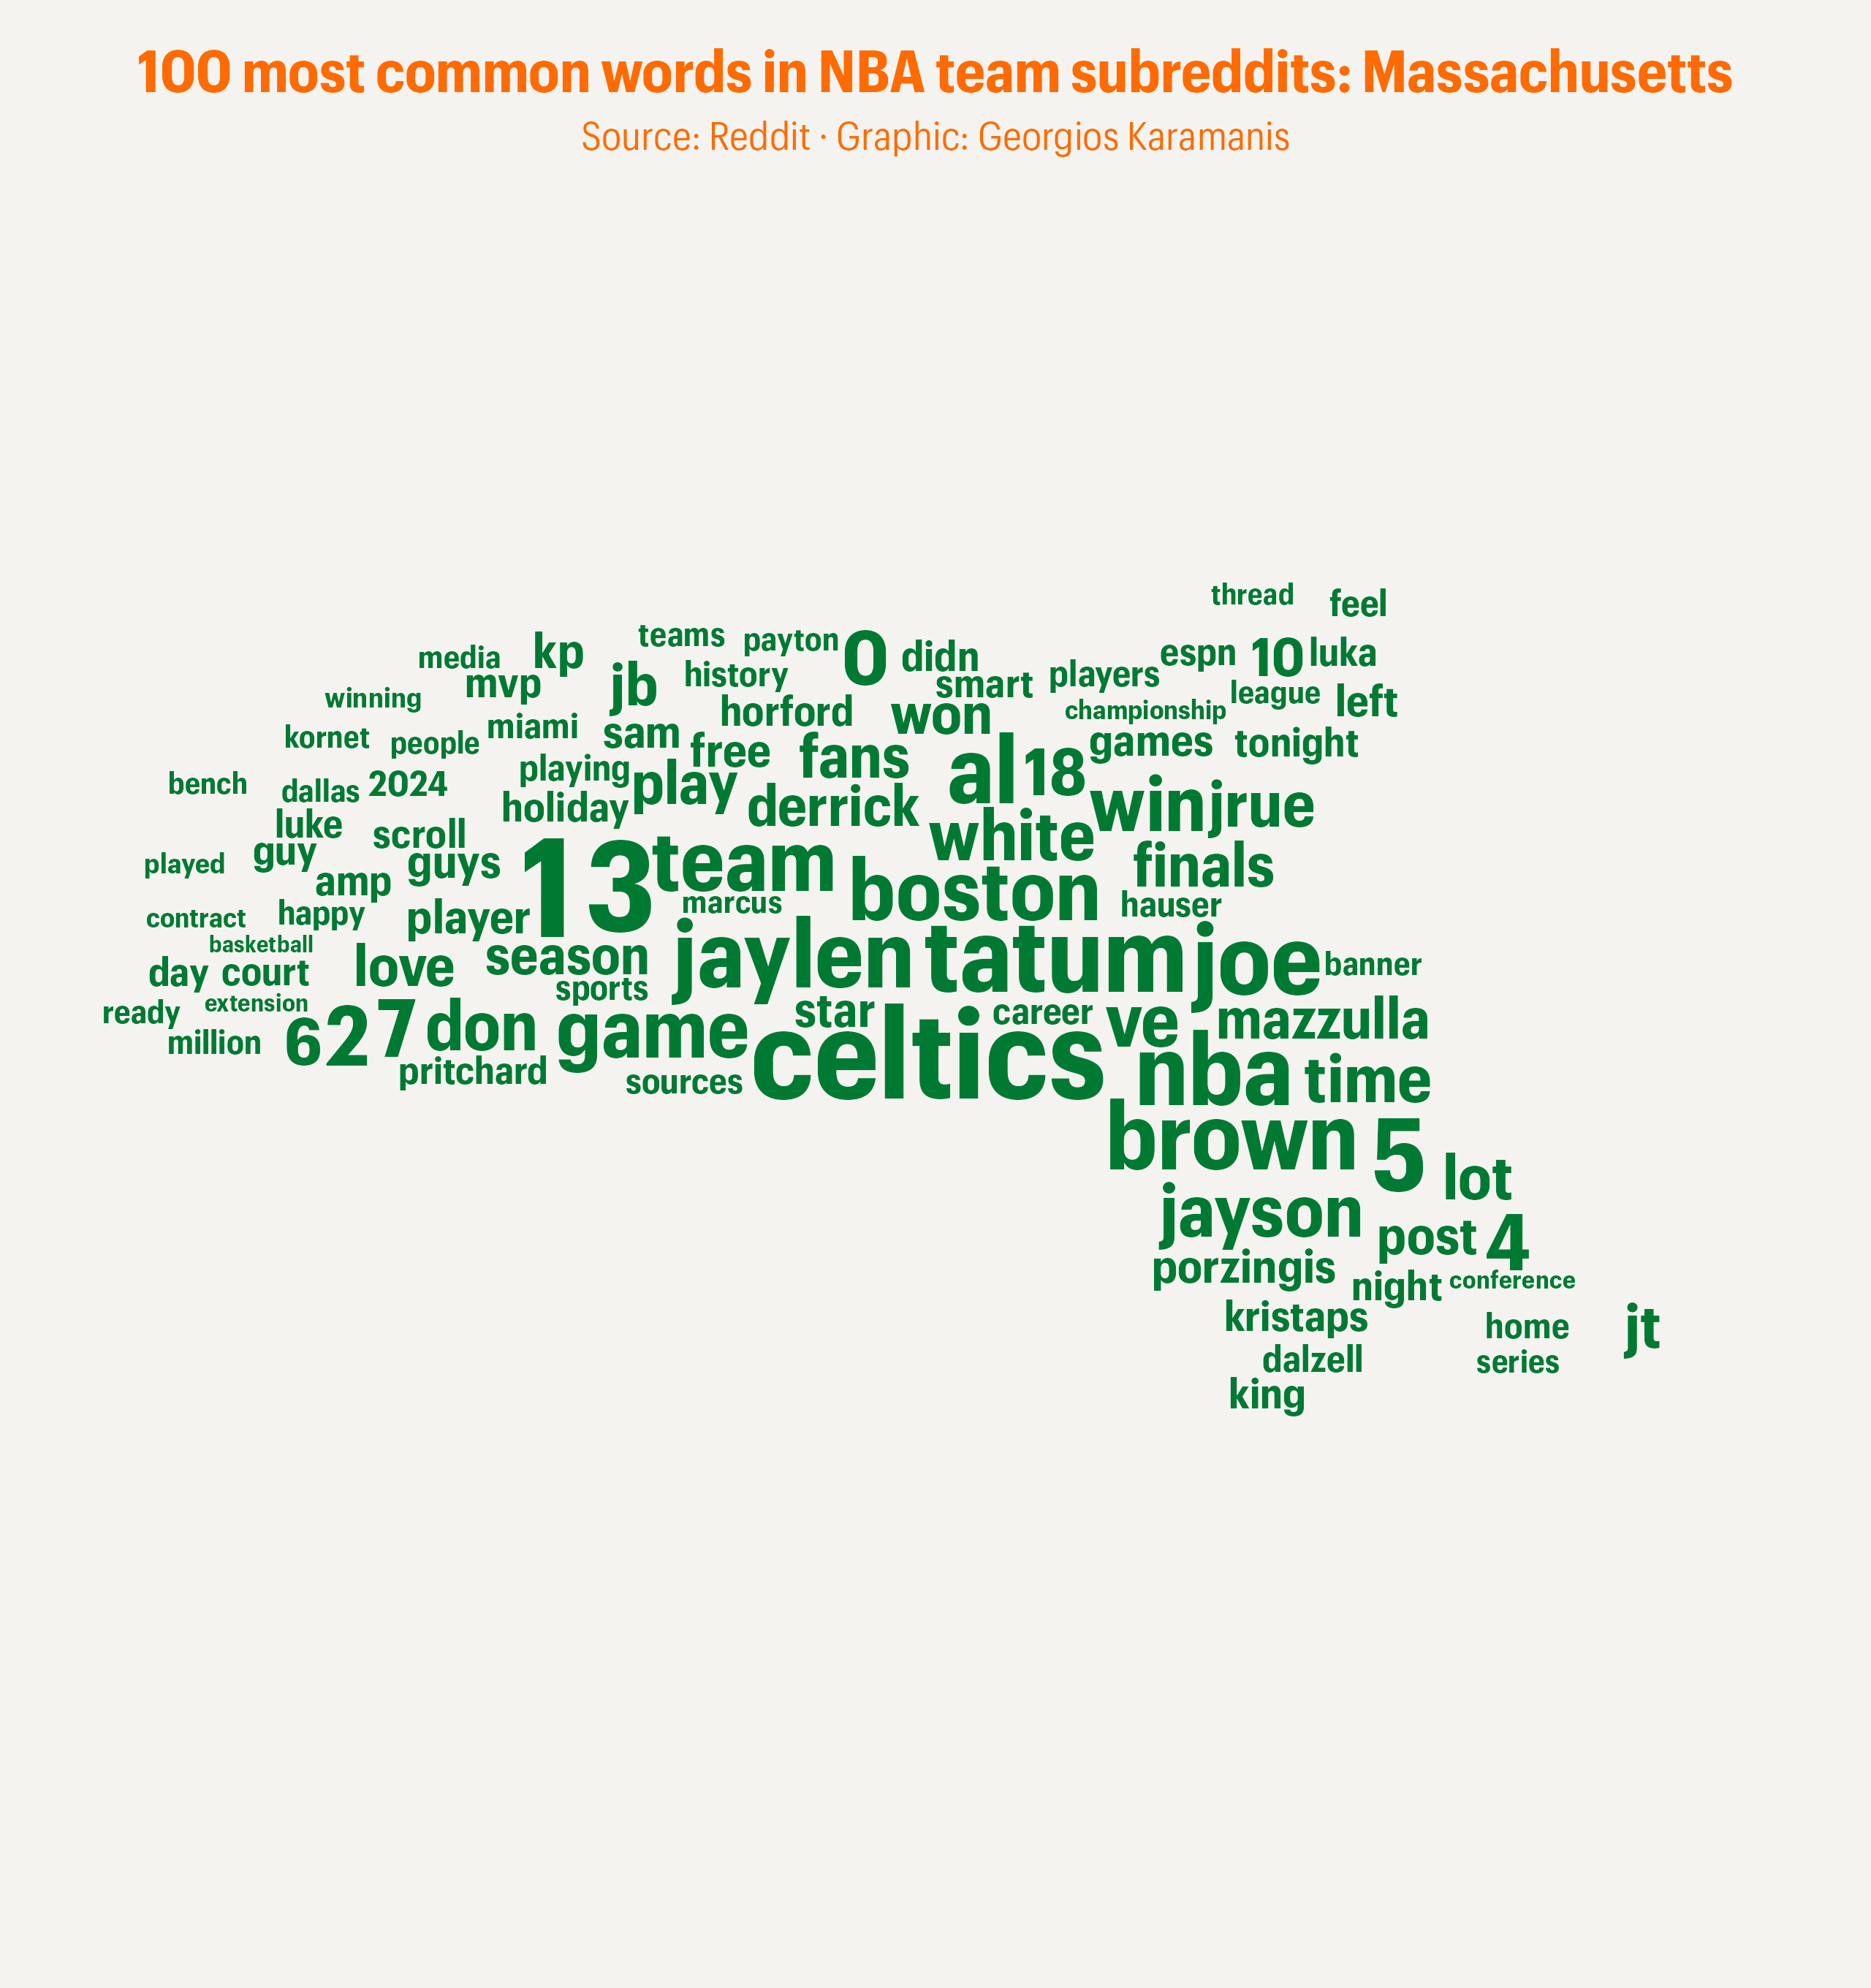 100 most common words in NBA team subreddits: Massachusetts
Source: Reddit · Graphic: Georgios Karamanis
thread feel
teams payton 0 didn espn 10 luka
media kp jb history smart players league left
winning mvp horford won championship
kornet people miami sam free fans al 18 games tonight
bench dallas 2024 playing play holiday derrick win jrue
luke scroll white
played guy guys 13 team boston finals
amp marcus hauser
contract happy player
basketball season jaylen tatum joe banner
day court love sports
ready extension star career ve mazzulla
million 6 2 7 don game celtics nba time
pritchard sources
brown 5 lot
jayson post 4
porzingis night conference
kristaps home jt
dalzell series
king